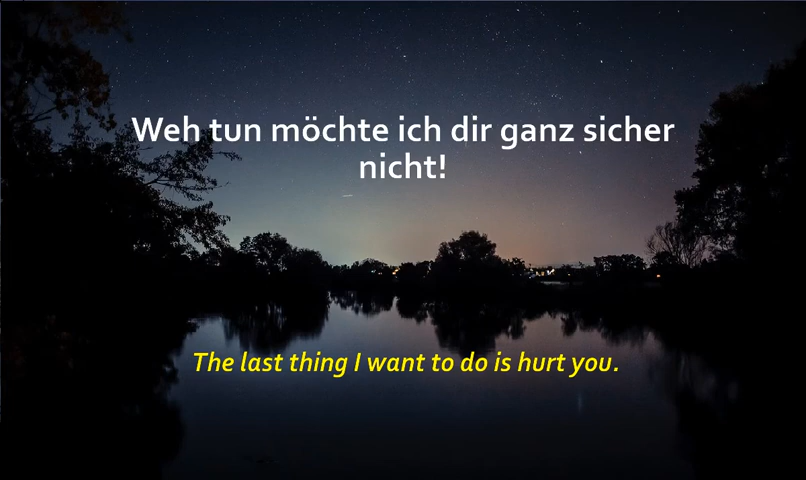 Weh tun möchte ich dir ganz sicher
nicht!
The last thing I want to do is hurt you.